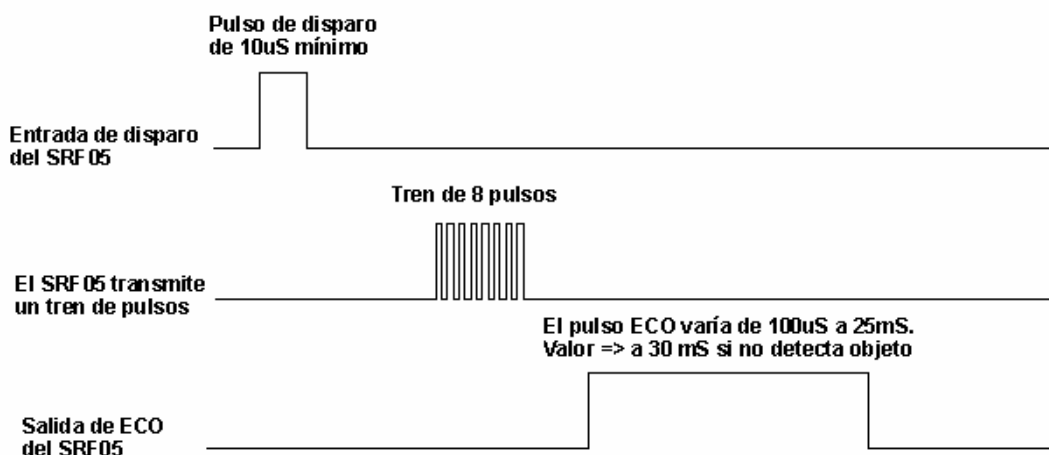 Pulso de disparo
de 10uS mínimo
Entrada de disparo
del SRF05
Tren de 8 pulsos
El SRF05 transmite
un tren de pulsos
El pulso ECO varía de 100uS a 25mS.
Valor => a 30 mS si no detecta objeto
Salida de ECO
del SRF05